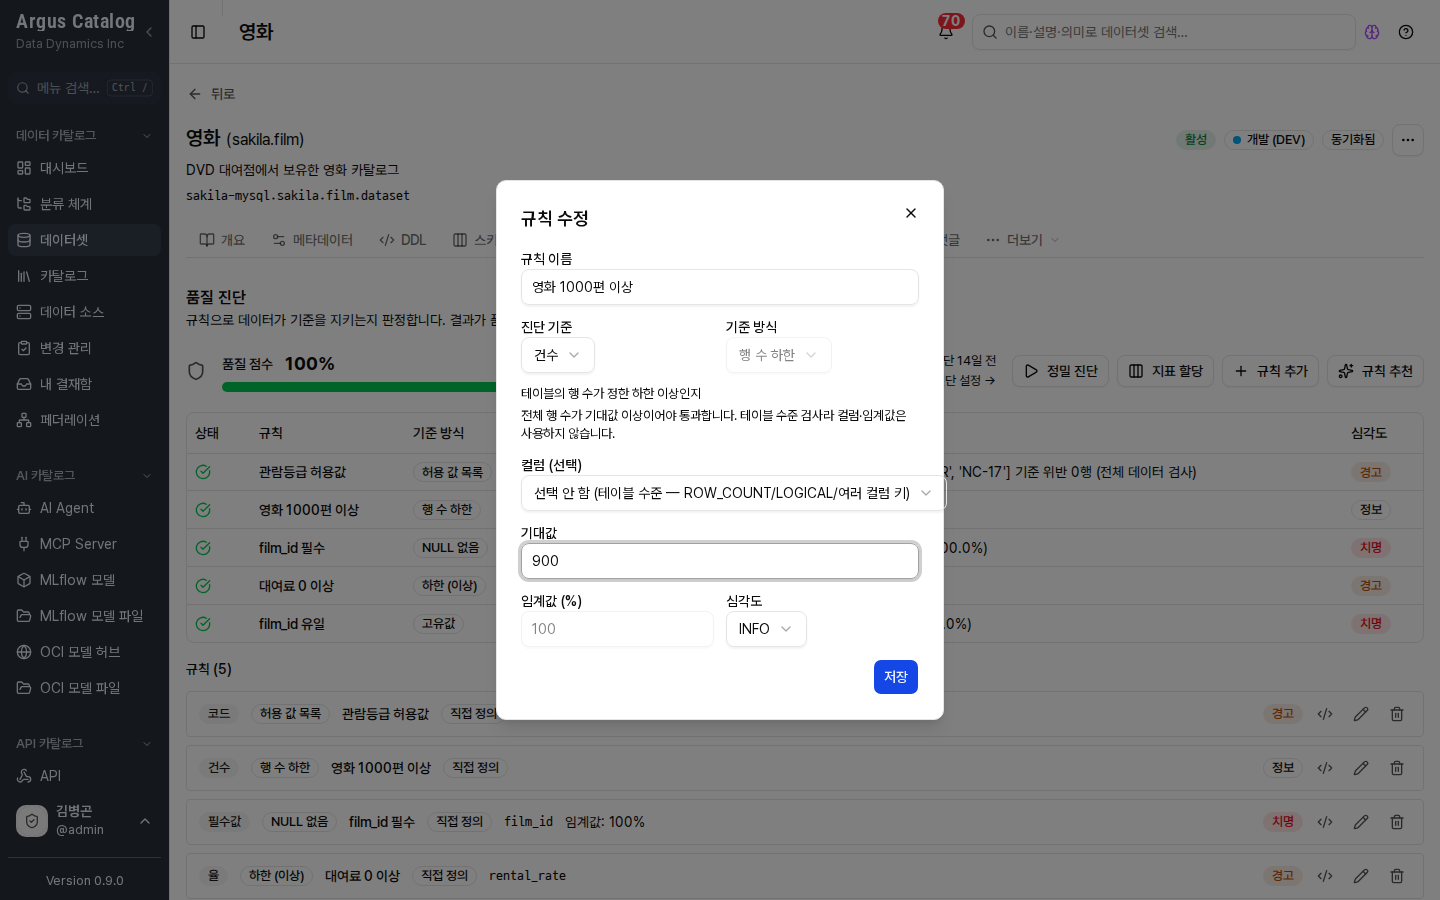 Argus Catalog
Data Dynamics Inc
메뉴 검색... Ctrl /
데이터 카탈로그
대시보드
분류 체계
데이터셋
카탈로그
데이터 소스
변경 관리
내 결재함
페더레이션
AI 카탈로그
AI Agent
MCP Server
MLflow 모델
MLflow 모델 파일
OCI 모델 허브
OCI 모델 파일
API 카탈로그
API
김병곤
@admin
Version 0.9.0
영화
70
이름·설명·의미로 데이터셋 검색...
뒤로
영화 (sakila.film)
활성 개발 (DEV) 동기화됨
DVD 대여점에서 보유한 영화 카탈로그
sakila-mysql.sakila.film.dataset
개요 메타데이터 DDL 더보기
품질 진단
규칙으로 데이터가 기준을 지키는지 판정합니다. 결과가
품질 점수 100%
단 14일 전
단 설정 →
정밀 진단 지표 할당 규칙 추가 규칙 추천
상태 규칙 기준 방식 심각도
관람등급 허용값 허용 값 목록 R', 'NC-17'] 기준 위반 0행 (전체 데이터 검사) 경고
영화 1000편 이상 행 수 하한 정보
film_id 필수 NULL 없음 00.0%) 치명
대여료 0 이상 하한 (이상) 경고
film_id 유일 고유값 .0%) 치명
규칙 (5)
코드 허용 값 목록 관람등급 허용값 직접 정의 경고
건수 행 수 하한 영화 1000편 이상 직접 정의 정보
필수값 NULL 없음 film_id 필수 직접 정의 film_id 임계값: 100% 치명
율 하한 (이상) 대여료 0 이상 직접 정의 rental_rate 경고
규칙 수정
규칙 이름
영화 1000편 이상
진단 기준 기준 방식
건수 행 수 하한
테이블의 행 수가 정한 하한 이상인지
전체 행 수가 기대값 이상이어야 통과합니다. 테이블 수준 검사라 컬럼·임계값은
사용하지 않습니다.
컬럼 (선택)
선택 안 함 (테이블 수준 — ROW_COUNT/LOGICAL/여러 컬럼 키)
기대값
900
임계값 (%) 심각도
100 INFO
저장